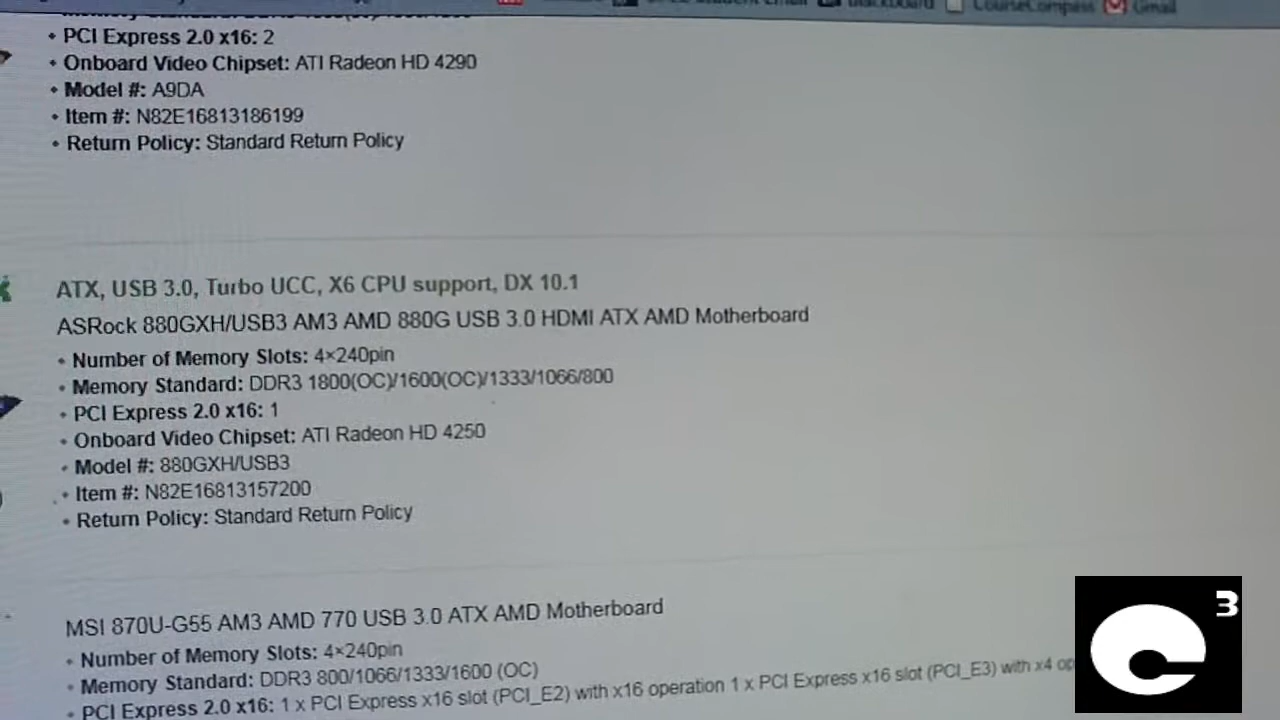 CourseCompass Gmail
• PCI Express 2.0 x16: 2
• Onboard Video Chipset: ATI Radeon HD 4290
• Model #: A9DA
• Item #: N82E16813186199
• Return Policy: Standard Return Policy
ATX, USB 3.0, Turbo UCC, X6 CPU support, DX 10.1
ASRock 880GXH/USB3 AM3 AMD 880G USB 3.0 HDMI ATX AMD Motherboard
• Number of Memory Slots: 4×240pin
• Memory Standard: DDR3 1800(OC)/1600(OC)/1333/1066/800
• PCI Express 2.0 x16: 1
• Onboard Video Chipset: ATI Radeon HD 4250
• Model #: 880GXH/USB3
• Item #: N82E16813157200
• Return Policy: Standard Return Policy
MSI 870U-G55 AM3 AMD 770 USB 3.0 ATX AMD Motherboard
• Number of Memory Slots: 4×240pin
• Memory Standard: DDR3 800/1066/1333/1600 (OC)
• PCI Express 2.0 x16: 1 x PCI Express x16 slot (PCI_E2) with x16 operation 1 x PCI Express x16 slot (PCI_E3) with x4 op
3